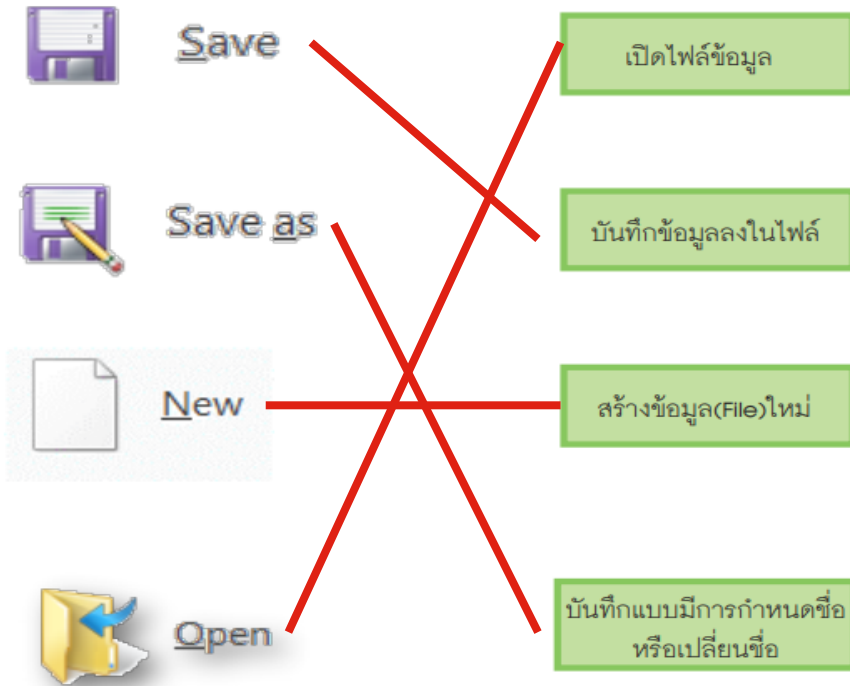 Save
เปิดไฟล์ข้อมูล
Save as
บันทึกข้อมูลลงในไฟล์
New
สร้างข้อมูล(File)ใหม่
Open
บันทึกแบบมีการกำหนดชื่อ
หรือเปลี่ยนชื่อ